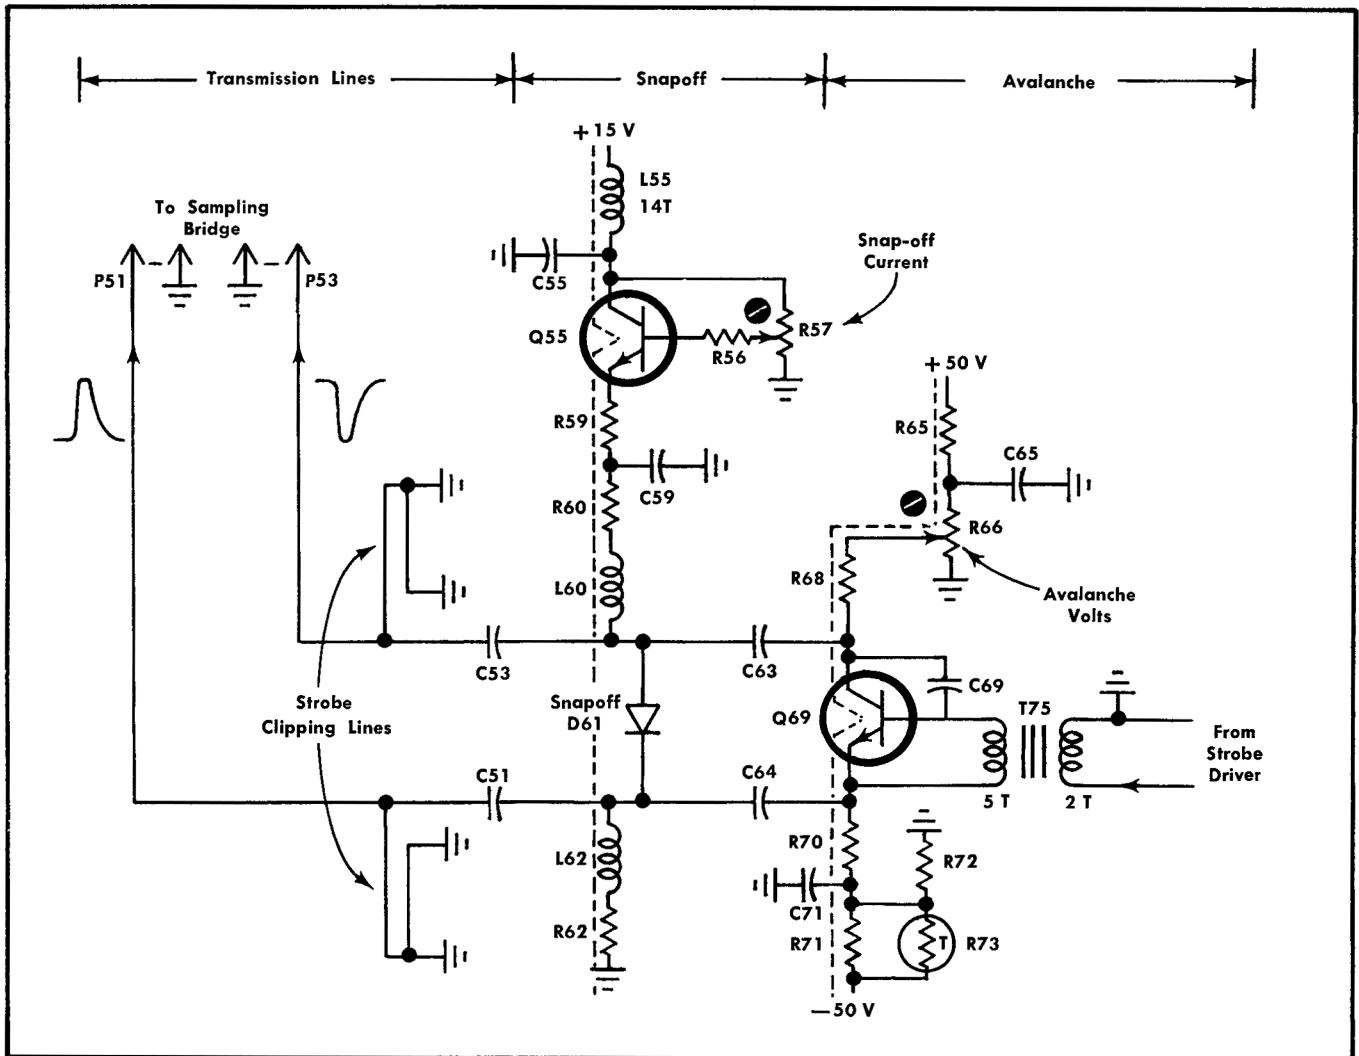 Transmission Lines
Snapoff
Avalanche
+ 15 V
L55
14T
To Sampling
Bridge
P51
P53
C55
Snap-off
Current
Q55
R56
R57
+ 50 V
R59
R65
C65
C59
R60
R66
L60
R68
Avalanche
Volts
C53
C63
C69
Strobe
Clipping Lines
Snapoff
D61
Q69
T75
From
Strobe
Driver
C51
C64
5 T
2 T
L62
R70
R72
C71
R62
R71
T
R73
— 50 V